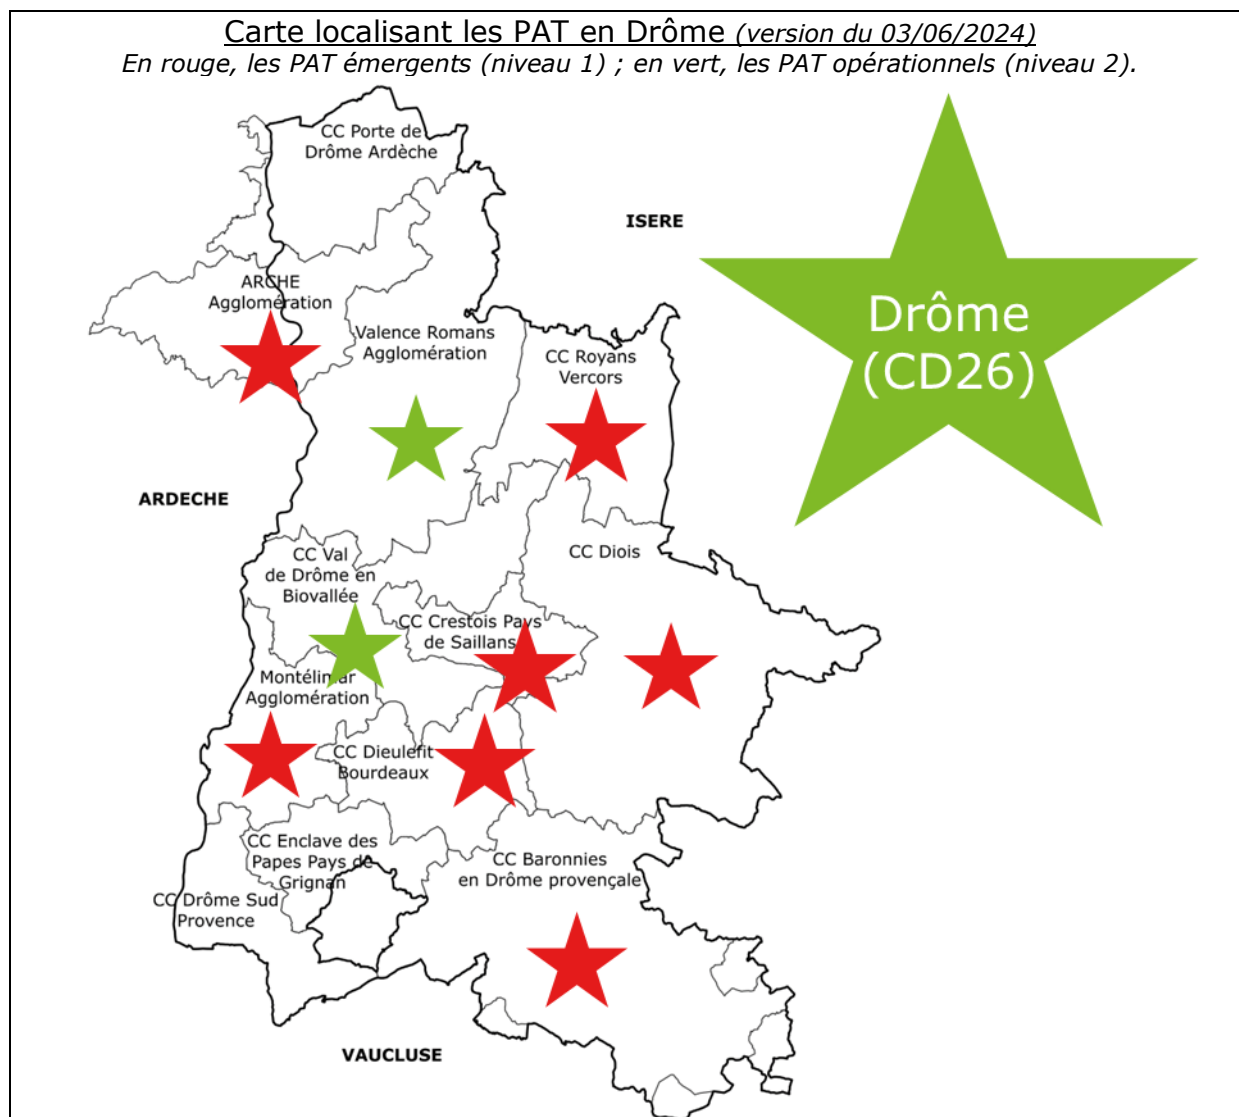 Carte localisant les PAT en Drôme (version du 03/06/2024)
En rouge, les PAT émergents (niveau 1) ; en vert, les PAT opérationnels (niveau 2).
CC Porte de
Drôme Ardèche
ISERE
ARCHE
Agglomération
Drôme
(CD26)
Valence Romans
Agglomération
CC Royans
Vercors
ARDECHE
CC Val
de Drôme en
Biovallée
CC Diois
CC Crestois Pays
de Saillans
Montélimar
Agglomération
CC Dieulefit
Bourdeaux
CC Enclave des
Papes Pays de
Grignan
CC Baronnies
en Drôme provençale
CC Drôme Sud
Provence
VAUCLUSE